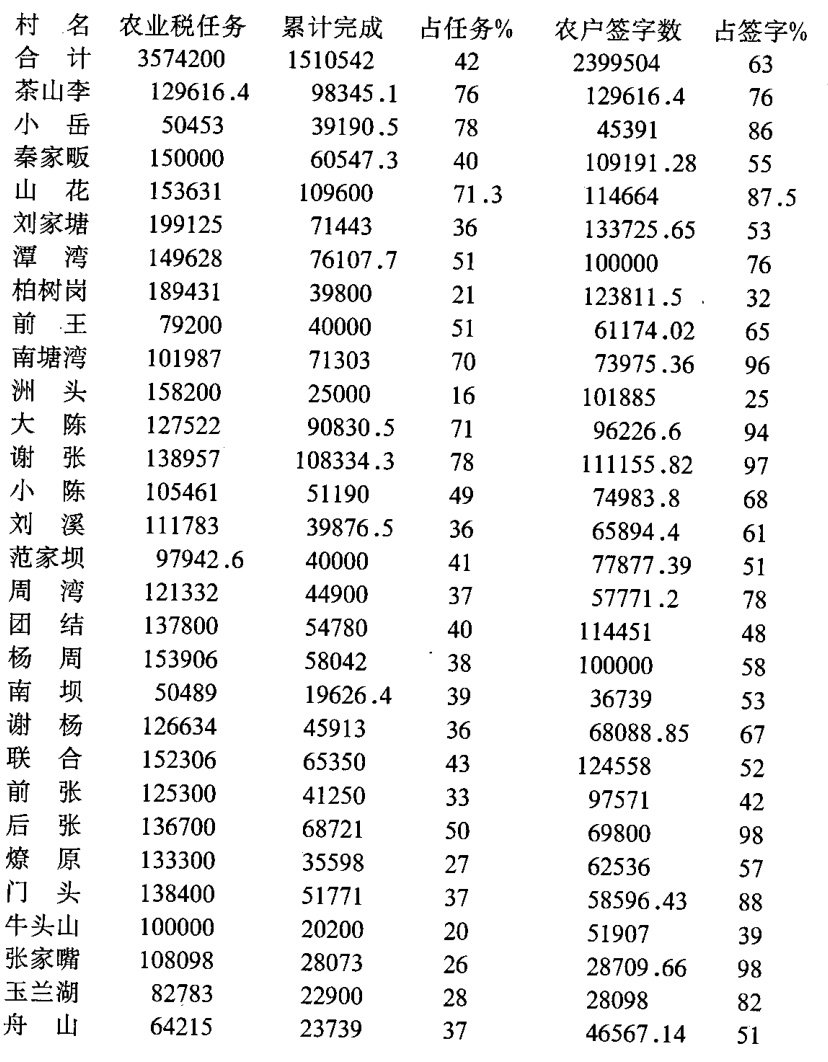 村 名 农业税任务 累计完成 占任务% 农户签字数 占签字%
合 计 3574200 1510542 42 2399504 63
茶山李 129616.4 98345.1 76 129616.4 76
小 岳 50453 39190.5 78 45391 86
秦家畈 150000 60547.3 40 109191.28 55
山 花 153631 109600 71.3 114664 87.5
刘家塘 199125 71443 36 133725.65 53
潭 湾 149628 76107.7 51 100000 76
柏树岗 189431 39800 21 123811.5 32
前 王 79200 40000 51 61174.02 65
南塘湾 101987 71303 70 73975.36 96
洲 头 158200 25000 16 101885 25
大 陈 127522 90830.5 71 96226.6 94
谢 张 138957 108334.3 78 111155.82 97
小 陈 105461 51190 49 74983.8 68
刘 溪 111783 39876.5 36 65894.4 61
范家坝 97942.6 40000 41 77877.39 51
周 湾 121332 44900 37 57771.2 78
团 结 137800 54780 40 114451 48
杨 周 153906 58042 38 100000 58
南 坝 50489 19626.4 39 36739 53
谢 杨 126634 45913 36 68088.85 67
联 合 152306 65350 43 124558 52
前 张 125300 41250 33 97571 42
后 张 136700 68721 50 69800 98
燎 原 133300 35598 27 62536 57
门 头 138400 51771 37 58596.43 88
牛头山 100000 20200 20 51907 39
张家嘴 108098 28073 26 28709.66 98
玉兰湖 82783 22900 28 28098 82
舟 山 64215 23739 37 46567.14 51